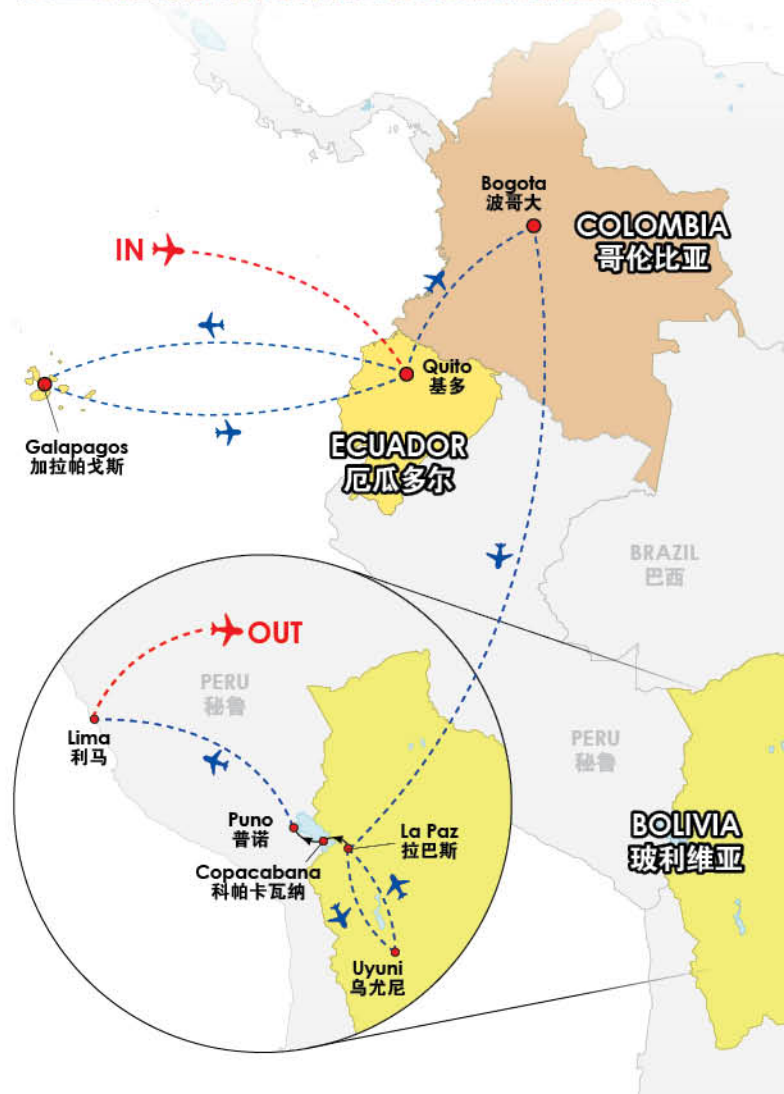 Bogota
波哥大
COLOMBIA
哥伦比亚
IN
Quito
基多
Galapagos
加拉帕戈斯
ECUADOR
厄瓜多尔
BRAZIL
巴西
OUT
PERU
秘鲁
Lima
利马
PERU
秘鲁
Puno
普诺
La Paz
拉巴斯
BOLIVIA
玻利维亚
Copacabana
科帕卡瓦纳
Uyuni
乌尤尼